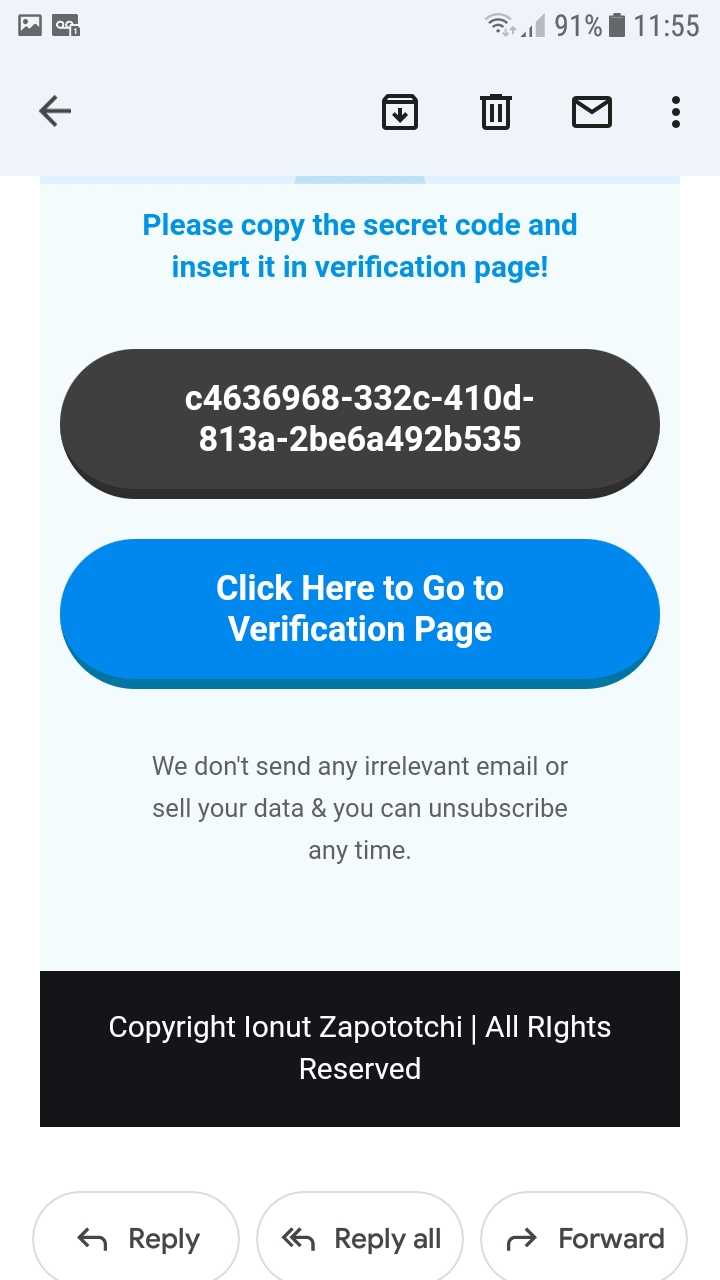 91% 11:55
Please copy the secret code and
insert it in verification page!
c4636968-332c-410d-
813a-2be6a492b535
Click Here to Go to
Verification Page
We don't send any irrelevant email or
sell your data & you can unsubscribe
any time.
Copyright Ionut Zapototchi | All RIghts
Reserved
Reply Reply all Forward